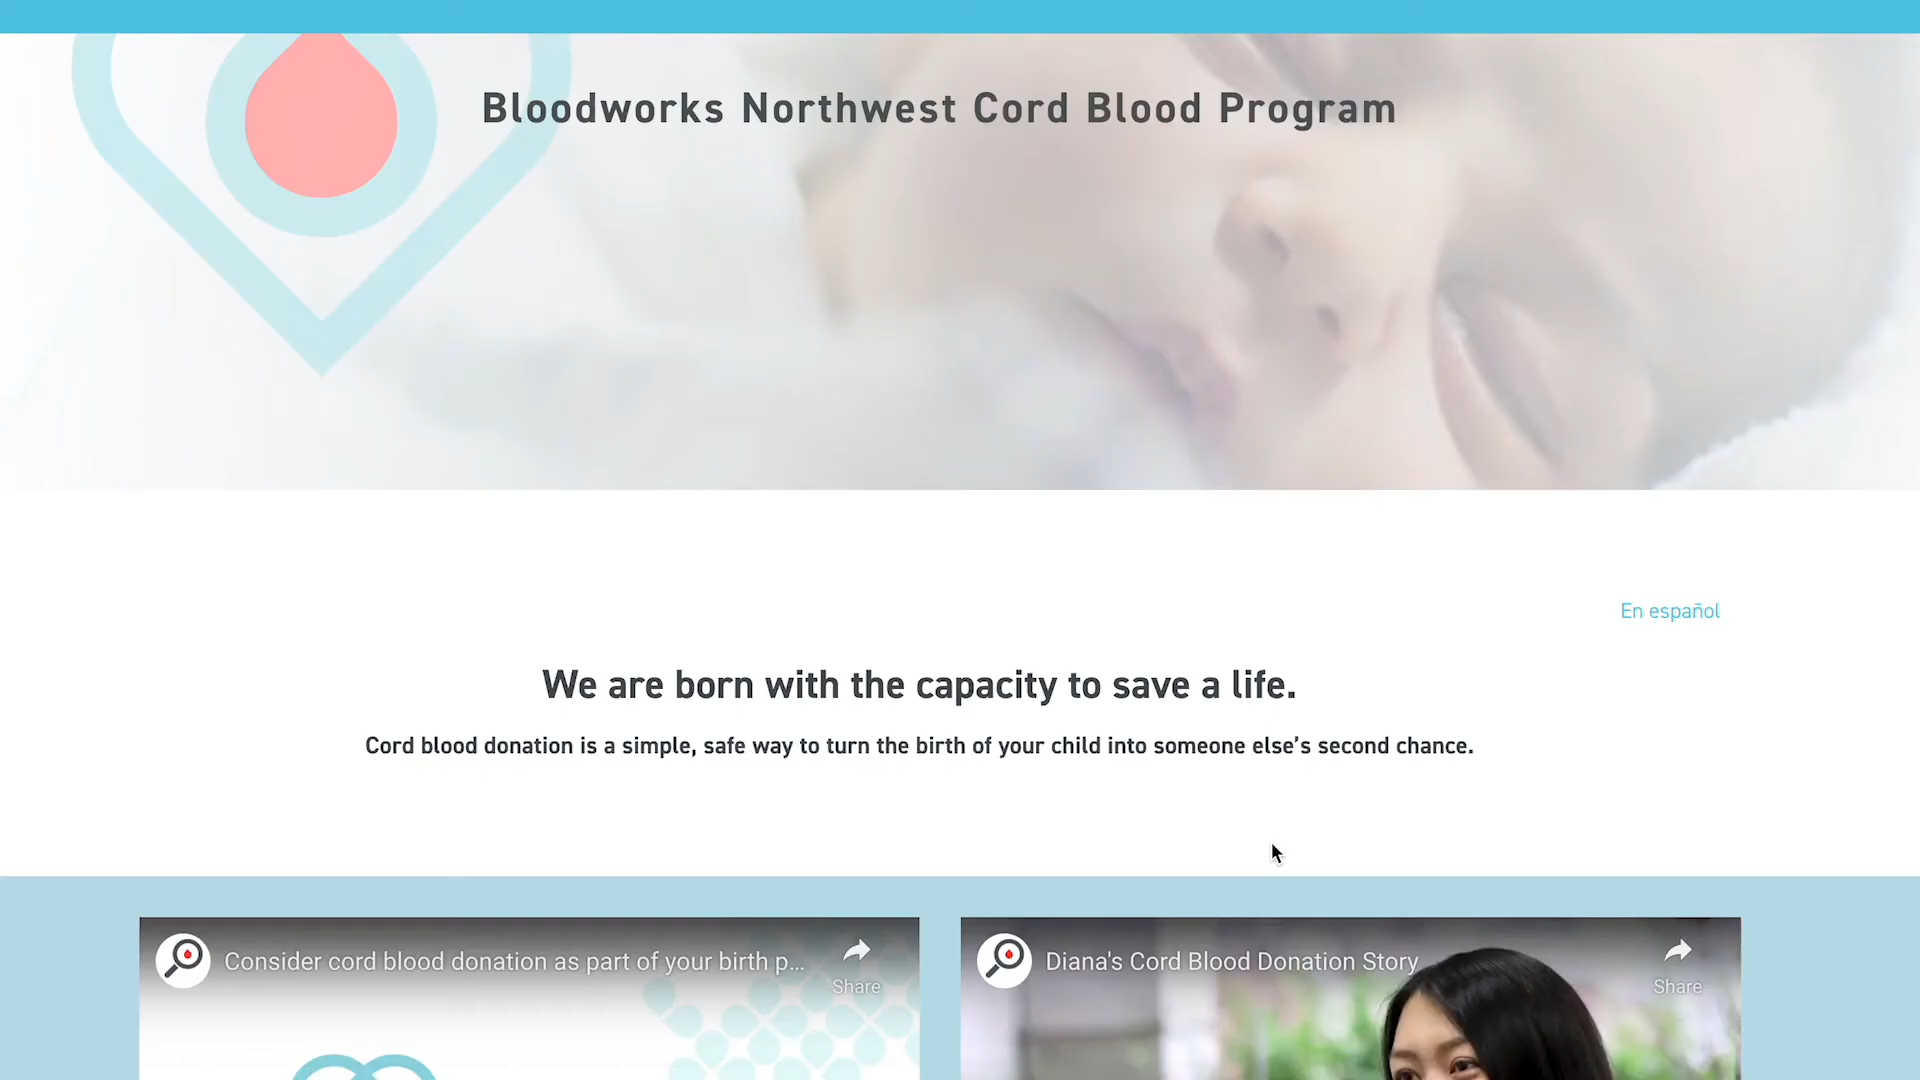 Bloodworks Northwest Cord Blood Program
En español
We are born with the capacity to save a life.
Cord blood donation is a simple, safe way to turn the birth of your child into someone else’s second chance.
Consider cord blood donation as part of your birth p...
Share
Diana's Cord Blood Donation Story
Share